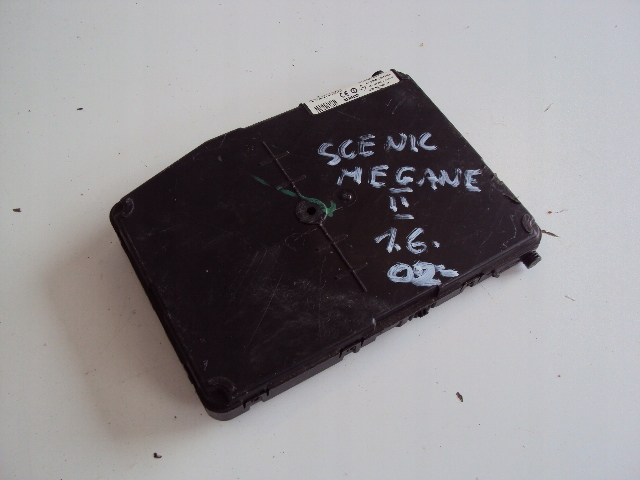 SCENIC
MEGANE
II
1.6.
02-